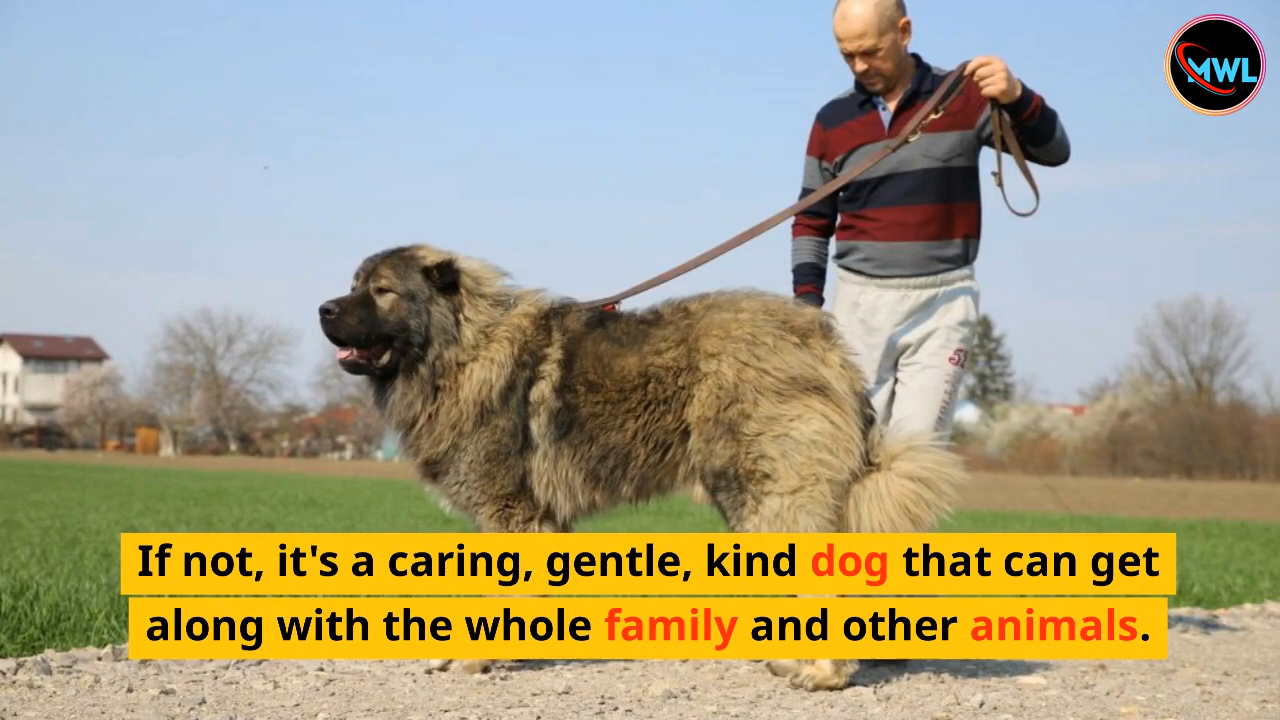 MWL
If not, it's a caring, gentle, kind dog that can get
along with the whole family and other animals.